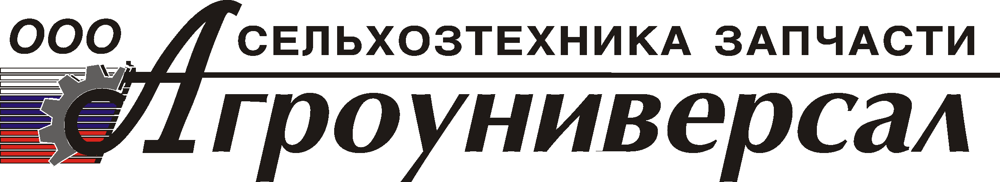 ООО
СЕЛЬХОЗТЕХНИКА ЗАПЧАСТИ
Агроуниверсал